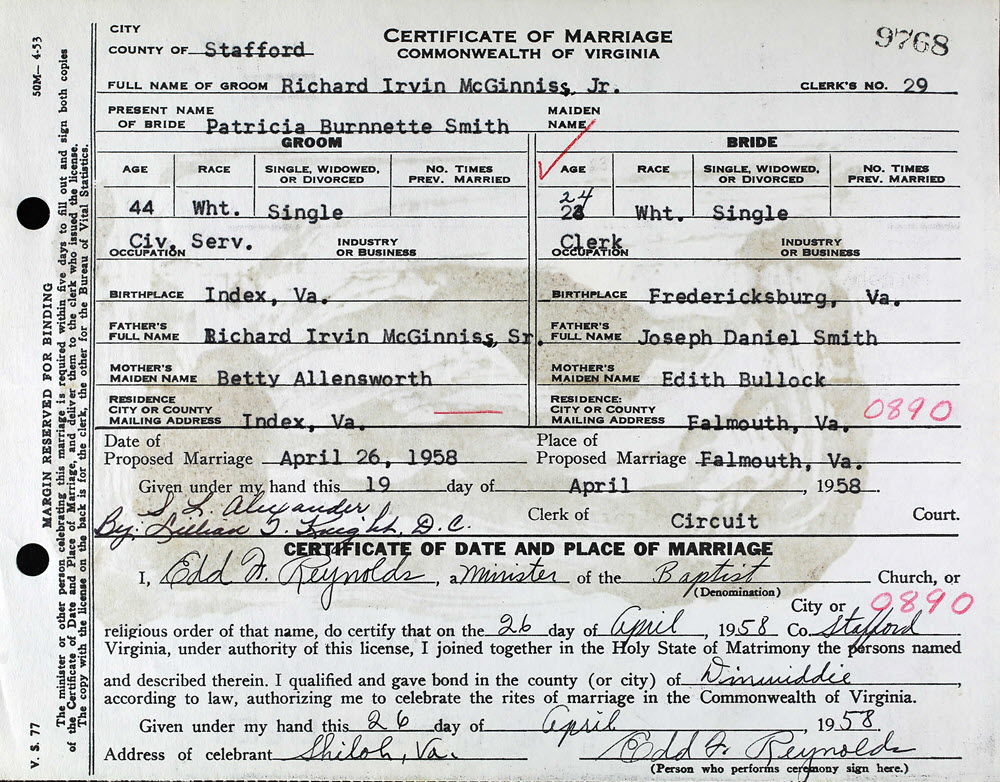 CITY
COUNTY OF Stafford
CERTIFICATE OF MARRIAGE
COMMONWEALTH OF VIRGINIA
9768
FULL NAME OF GROOM Richard Irvin McGinniss, Jr. CLERK'S NO. 29
PRESENT NAME OF BRIDE Patricia Burnnette Smith MAIDEN NAME
GROOM BRIDE
AGE RACE SINGLE, WIDOWED, OR DIVORCED NO. TIMES PREV. MARRIED AGE RACE SINGLE, WIDOWED, OR DIVORCED NO. TIMES PREV. MARRIED
24
44 Wht. Single Wht. Single
Civ. Serv. Clerk
OCCUPATION INDUSTRY OR BUSINESS OCCUPATION INDUSTRY OR BUSINESS
BIRTHPLACE Index, Va. BIRTHPLACE Fredericksburg, Va.
FATHER'S FULL NAME Richard Irvin McGinniss, Sr. FATHER'S FULL NAME Joseph Daniel Smith
MOTHER'S MAIDEN NAME Betty Allensworth MOTHER'S MAIDEN NAME Edith Bullock
RESIDENCE CITY OR COUNTY MAILING ADDRESS Index, Va. RESIDENCE: CITY OR COUNTY MAILING ADDRESS Falmouth, Va. 0890
Date of Proposed Marriage April 26, 1958 Place of Proposed Marriage Falmouth, Va.
Given under my hand this 19 day of April, 1958
S. L. Alexander
By: Lillian T. Knight, D.C. Clerk of Circuit Court.
CERTIFICATE OF DATE AND PLACE OF MARRIAGE
I, Edd F. Reynolds, a Minister of the Baptist Church, or
(Denomination)
City or 0890
religious order of that name, do certify that on the 26 day of April, 1958 Co. Stafford
Virginia, under authority of this license, I joined together in the Holy State of Matrimony the persons named
and described therein. I qualified and gave bond in the county (or city) of Dinwiddie,
according to law, authorizing me to celebrate the rites of marriage in the Commonwealth of Virginia.
Given under my hand this 26 day of April, 1958
Address of celebrant Shiloh, Va. Edd F. Reynolds
(Person who performs ceremony sign here.)
V. S. 77 MARGIN RESERVED FOR BINDING 50M—4-53
The minister or other person celebrating this marriage is required within five days to fill out and sign both copies
of the Certificate of Date and Place of Marriage, and deliver them to the clerk who issued the license.
The copy with the license on the back is for the clerk, the other for the Bureau of Vital Statistics.